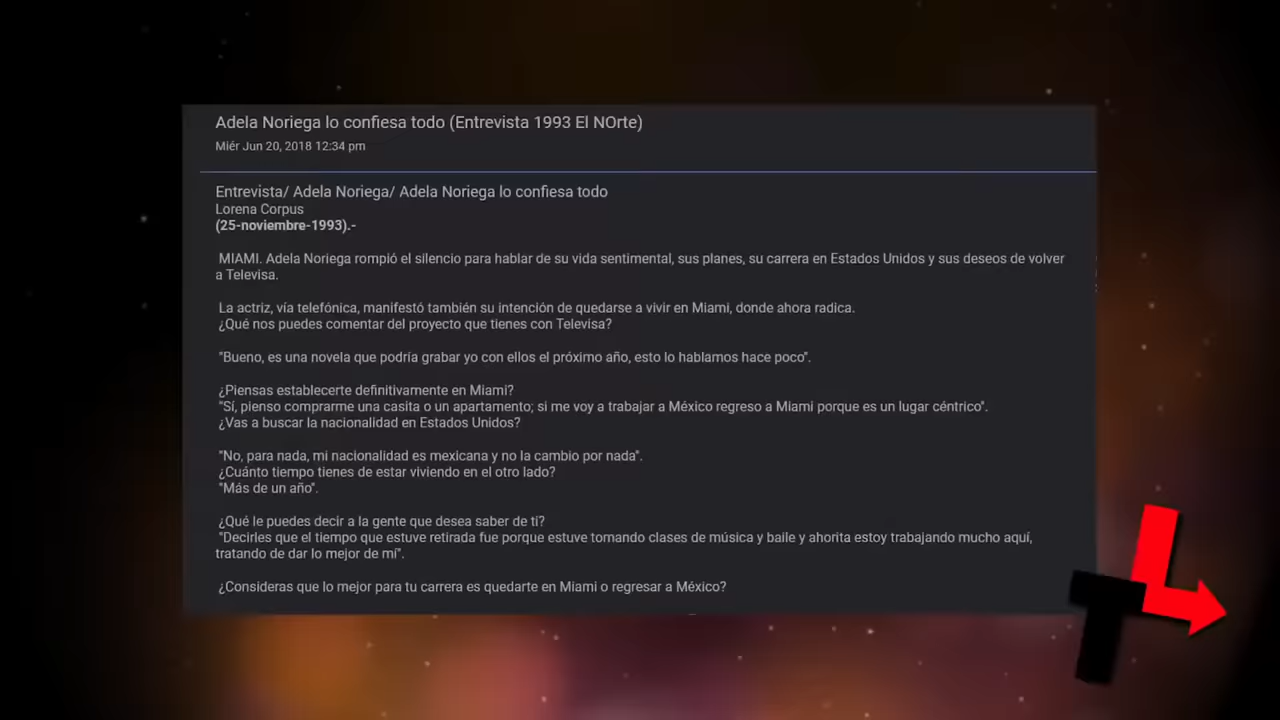 Adela Noriega lo confiesa todo (Entrevista 1993 El NOrte)
Miér Jun 20, 2018 12:34 pm
Entrevista/ Adela Noriega/ Adela Noriega lo confiesa todo
Lorena Corpus
(25-noviembre-1993).-
MIAMI. Adela Noriega rompió el silencio para hablar de su vida sentimental, sus planes, su carrera en Estados Unidos y sus deseos de volver
a Televisa.
La actriz, vía telefónica, manifestó también su intención de quedarse a vivir en Miami, donde ahora radica.
¿Qué nos puedes comentar del proyecto que tienes con Televisa?
"Bueno, es una novela que podría grabar yo con ellos el próximo año, esto lo hablamos hace poco".
¿Piensas establecerte definitivamente en Miami?
"Sí, pienso comprarme una casita o un apartamento; si me voy a trabajar a México regreso a Miami porque es un lugar céntrico".
¿Vas a buscar la nacionalidad en Estados Unidos?
"No, para nada, mi nacionalidad es mexicana y no la cambio por nada".
¿Cuánto tiempo tienes de estar viviendo en el otro lado?
"Más de un año".
¿Qué le puedes decir a la gente que desea saber de ti?
"Decirles que el tiempo que estuve retirada fue porque estuve tomando clases de música y baile y ahorita estoy trabajando mucho aquí,
tratando de dar lo mejor de mí".
¿Consideras que lo mejor para tu carrera es quedarte en Miami o regresar a México?
TL